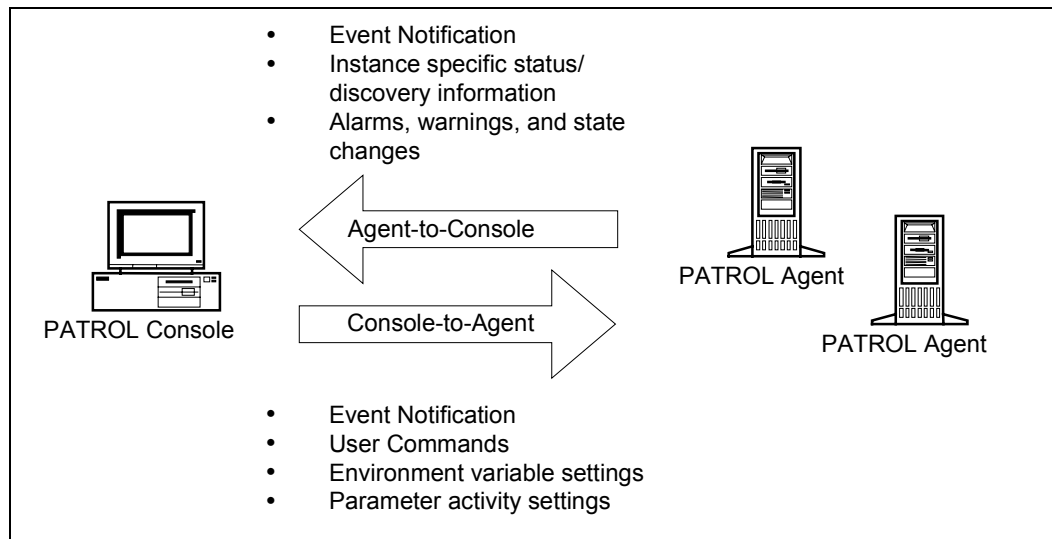 • Event Notification
• Instance specific status/
discovery information
• Alarms, warnings, and state
changes
Agent-to-Console
PATROL Agent
PATROL Console
Console-to-Agent
PATROL Agent
• Event Notification
• User Commands
• Environment variable settings
• Parameter activity settings